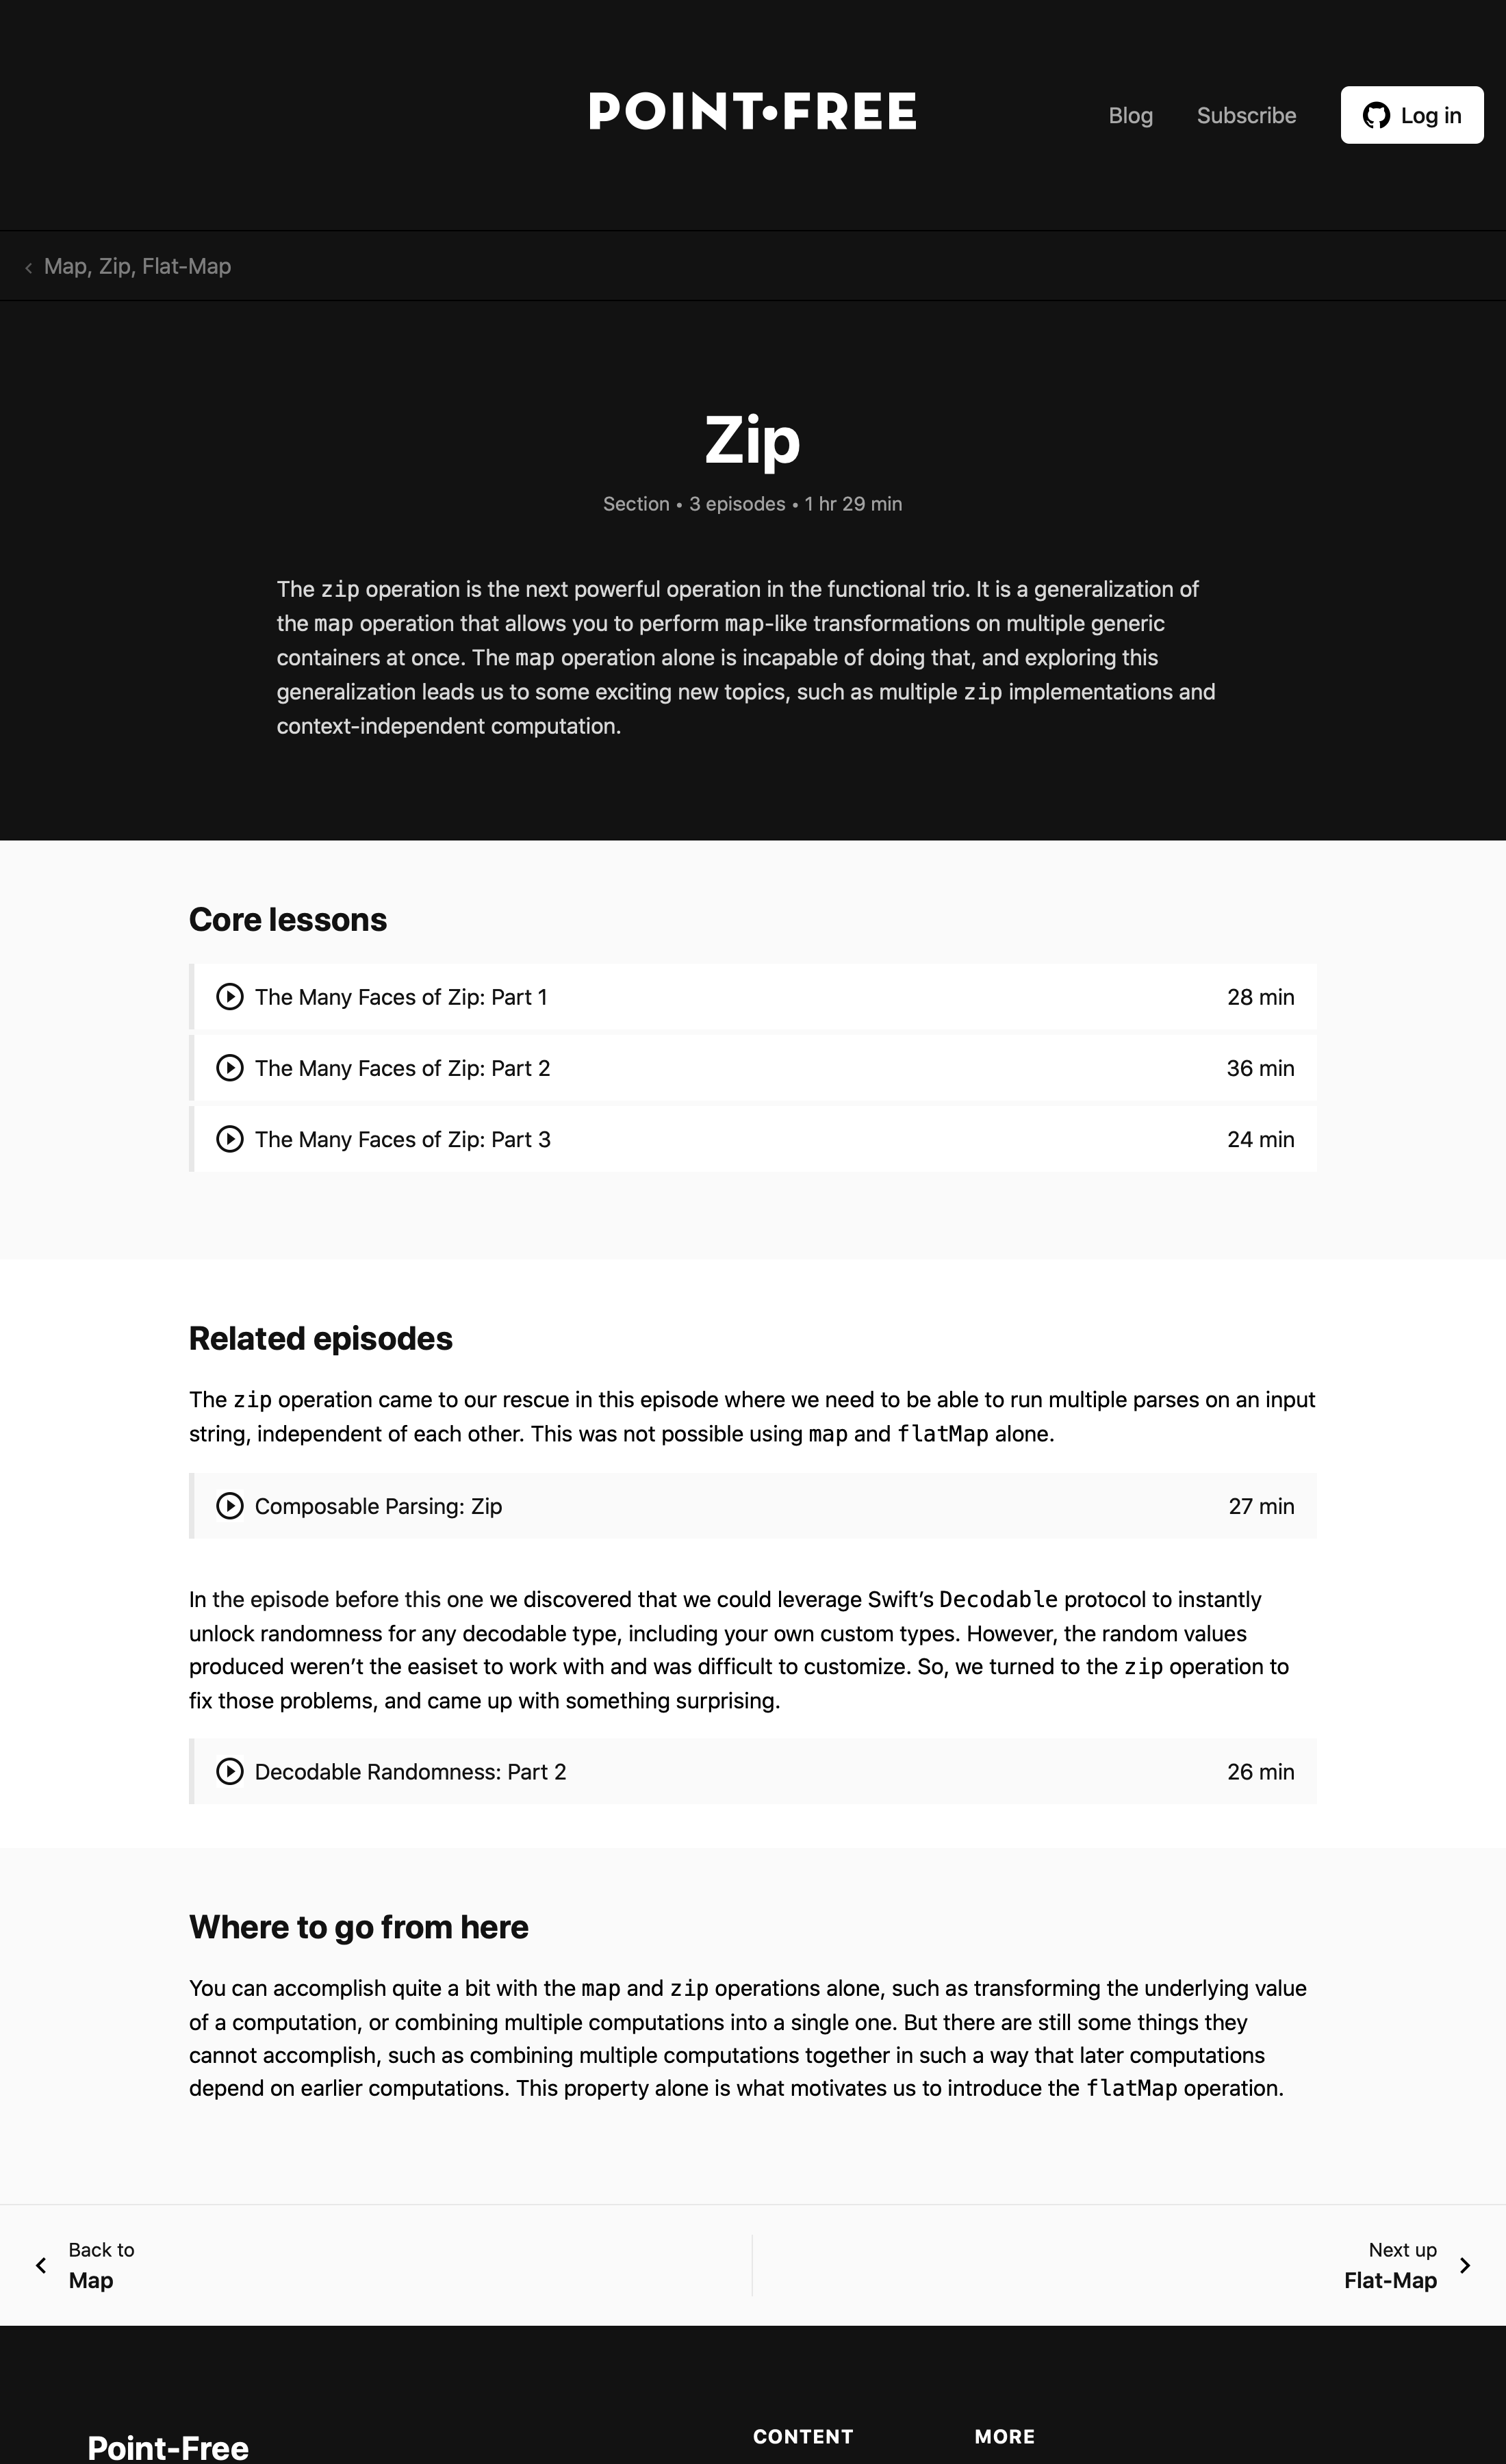 POINT•FREE
Blog
Subscribe
Log in
‹ Map, Zip, Flat-Map
Zip
Section • 3 episodes • 1 hr 29 min
The zip operation is the next powerful operation in the functional trio. It is a generalization of
the map operation that allows you to perform map-like transformations on multiple generic
containers at once. The map operation alone is incapable of doing that, and exploring this
generalization leads us to some exciting new topics, such as multiple zip implementations and
context-independent computation.
Core lessons
The Many Faces of Zip: Part 1 28 min
The Many Faces of Zip: Part 2 36 min
The Many Faces of Zip: Part 3 24 min
Related episodes
The zip operation came to our rescue in this episode where we need to be able to run multiple parses on an input
string, independent of each other. This was not possible using map and flatMap alone.
Composable Parsing: Zip 27 min
In the episode before this one we discovered that we could leverage Swift’s Decodable protocol to instantly
unlock randomness for any decodable type, including your own custom types. However, the random values
produced weren’t the easiset to work with and was difficult to customize. So, we turned to the zip operation to
fix those problems, and came up with something surprising.
Decodable Randomness: Part 2 26 min
Where to go from here
You can accomplish quite a bit with the map and zip operations alone, such as transforming the underlying value
of a computation, or combining multiple computations into a single one. But there are still some things they
cannot accomplish, such as combining multiple computations together in such a way that later computations
depend on earlier computations. This property alone is what motivates us to introduce the flatMap operation.
Back to
Map
Next up
Flat-Map
Point-Free
CONTENT
MORE